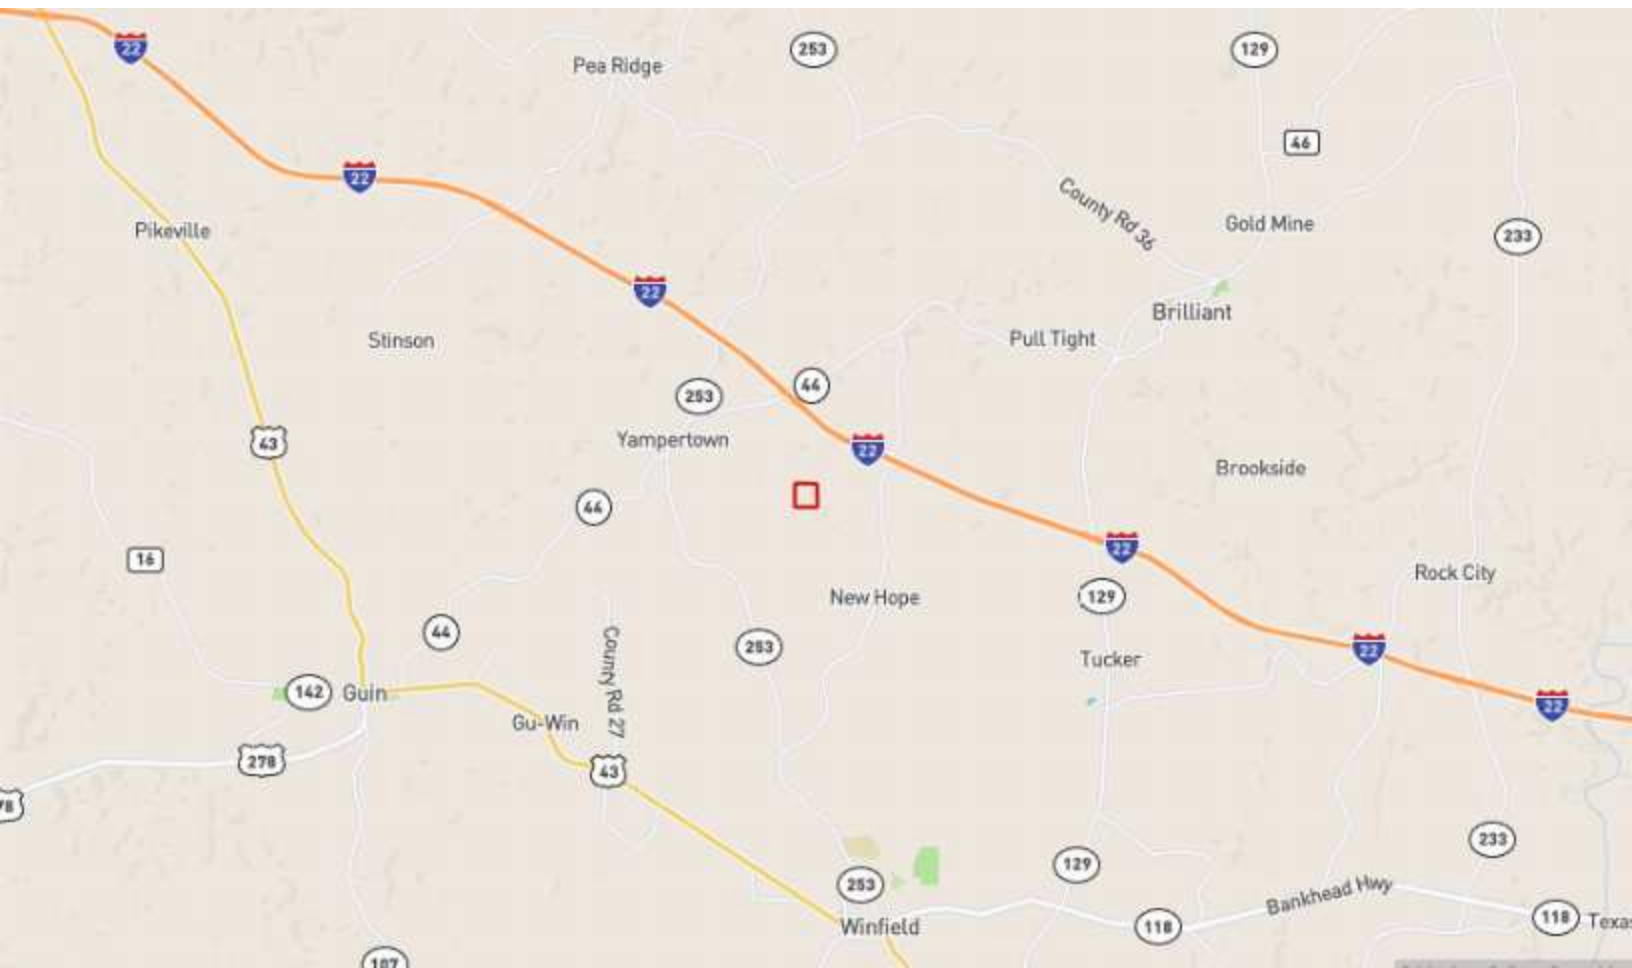 22
253
129
Pea Ridge
46
22
County Rd 36
Gold Mine
Pikeville
233
22
Brilliant
Stinson
Pull Tight
44
253
Yampertown
43
22
Brookside
44
22
16
Rock City
129
New Hope
44
253
22
Tucker
County Rd 27
142
Guin
22
Gu-Win
278
43
78
233
129
253
Bankhead Hwy
118
118
Texas
Winfield
107